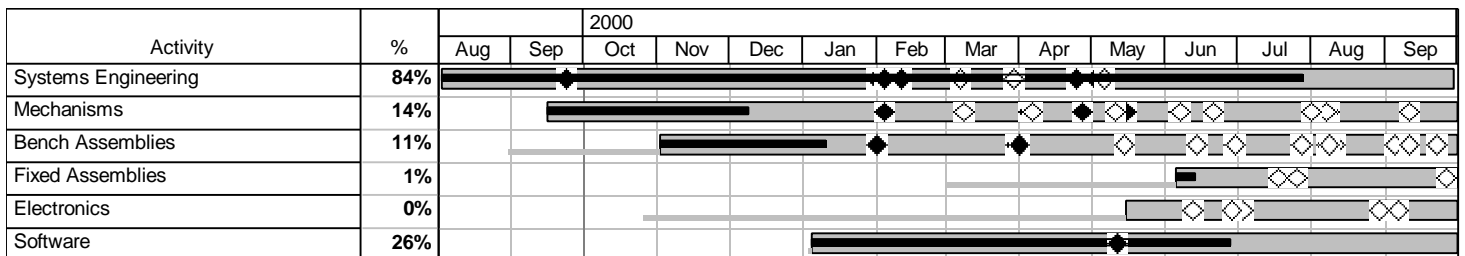 2000
Activity % Aug Sep Oct Nov Dec Jan Feb Mar Apr May Jun Jul Aug Sep
Systems Engineering 84%
Mechanisms 14%
Bench Assemblies 11%
Fixed Assemblies 1%
Electronics 0%
Software 26%